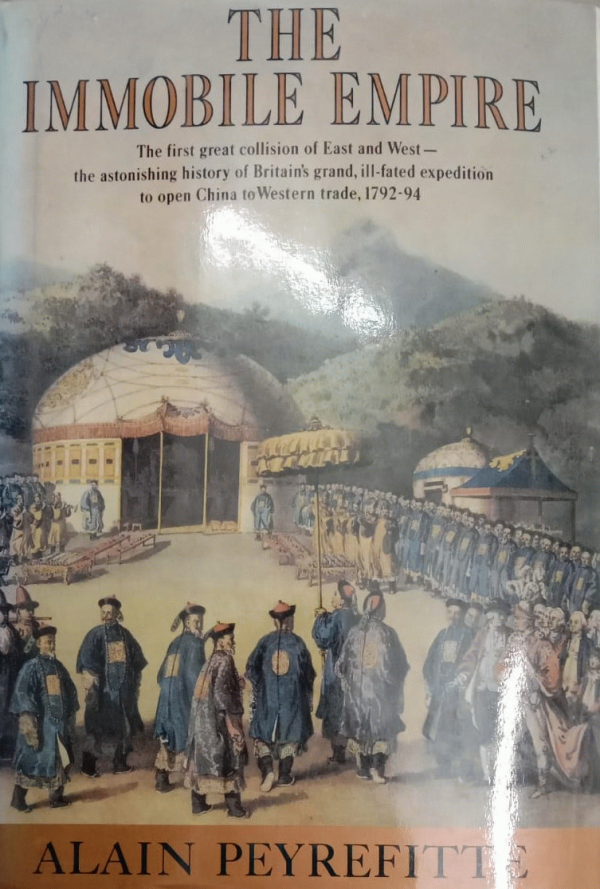 THE
IMMOBILE EMPIRE
The first great collision of East and West—
the astonishing history of Britain's grand, ill-fated expedition
to open China to Western trade, 1792-94
ALAIN PEYREFITTE